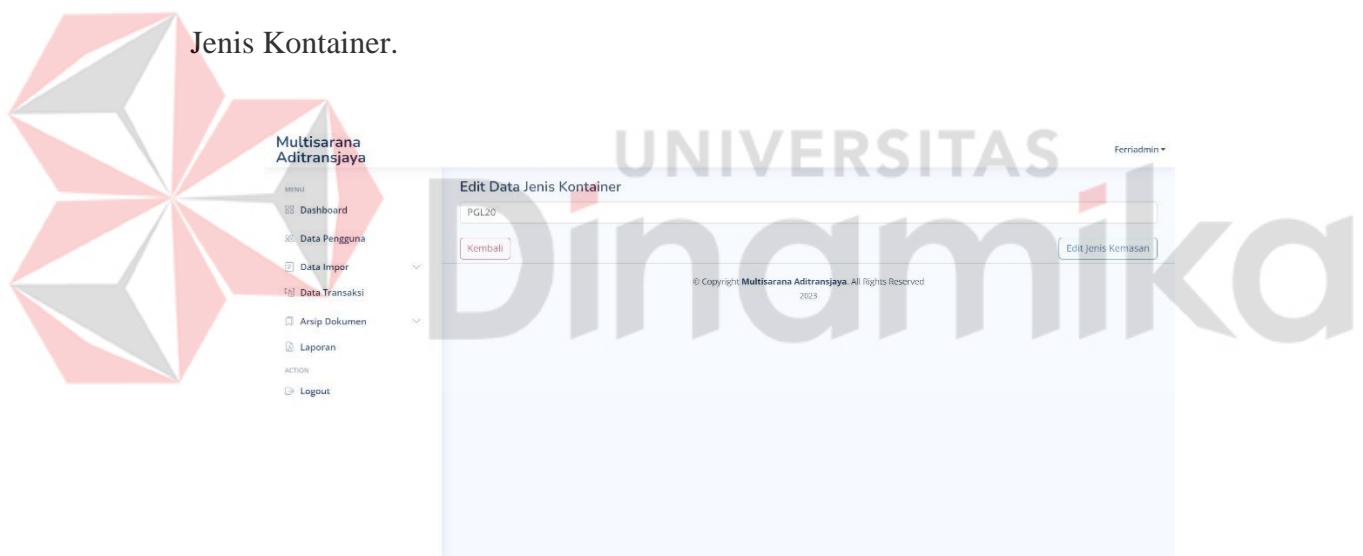 Jenis Kontainer.
UNIVERSITAS
Dinamika
Multisarana
Aditransjaya
Ferriadmin
MENU
Dashboard
Data Pengguna
Data Impor
Data Transaksi
Arsip Dokumen
Laporan
ACTION
Logout
Edit Data Jenis Kontainer
PGL20
Kembali
Edit Jenis Kemasan
© Copyright Multisarana Aditransjaya. All Rights Reserved
2023